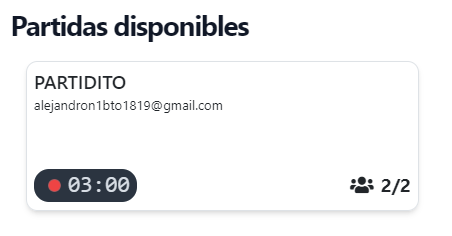 Partidas disponibles
PARTIDITO
alejandron1bto1819@gmail.com
03:00
2/2